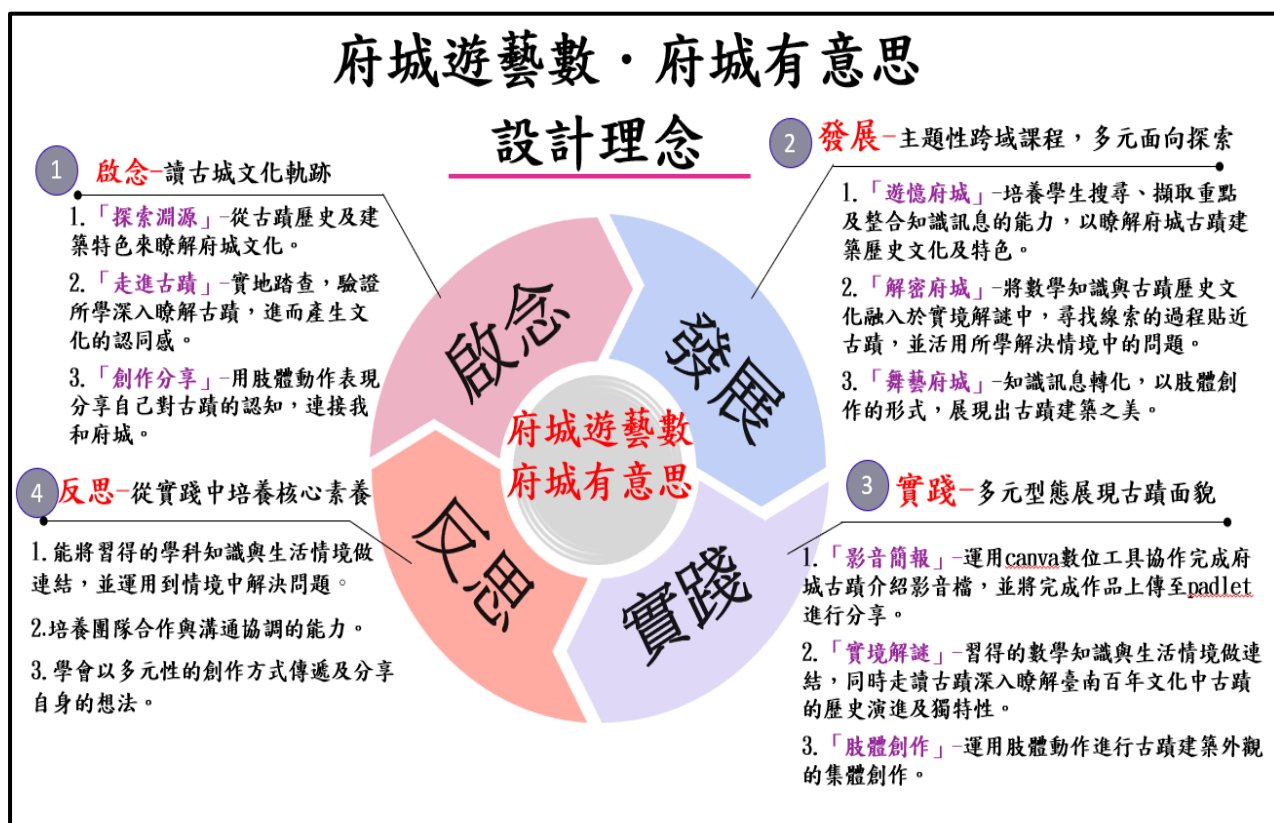 府城遊藝數‧府城有意思
設計理念
1
啟念-讀古城文化軌跡
1.「探索淵源」-從古蹟歷史及建
築特色來瞭解府城文化。
2.「走進古蹟」-實地踏查，驗證
所學深入瞭解古蹟，進而產生文
化的認同感。
3.「創作分享」-用肢體動作表現
分享自己對古蹟的認知，連接我
和府城。
2
發展-主題性跨域課程，多元面向探索
1.「遊憶府城」-培養學生搜尋、擷取重點
及整合知識訊息的能力，以瞭解府城古蹟建
築歷史文化及特色。
2.「解密府城」-將數學知識與古蹟歷史文
化融入於實境解謎中，尋找線索的過程貼近
古蹟，並活用所學解決情境中的問題。
3.「舞藝府城」-知識訊息轉化，以肢體創
作的形式，展現出古蹟建築之美。
啟念
發展
府城遊藝數
府城有意思
反思
實踐
3
實踐-多元型態展現古蹟面貌
1.「影音簡報」-運用canva數位工具協作完成府
城古蹟介紹影音檔，並將完成作品上傳至padlet
進行分享。
2.「實境解謎」-習得的數學知識與生活情境做連
結，同時走讀古蹟深入瞭解臺南百年文化中古蹟
的歷史演進及獨特性。
3.「肢體創作」-運用肢體動作進行古蹟建築外觀
的集體創作。
4
反思-從實踐中培養核心素養
1.能將習得的學科知識與生活情境做
連結，並運用到情境中解決問題。
2.培養團隊合作與溝通協調的能力。
3.學會以多元性的創作方式傳遞及分享
自身的想法。